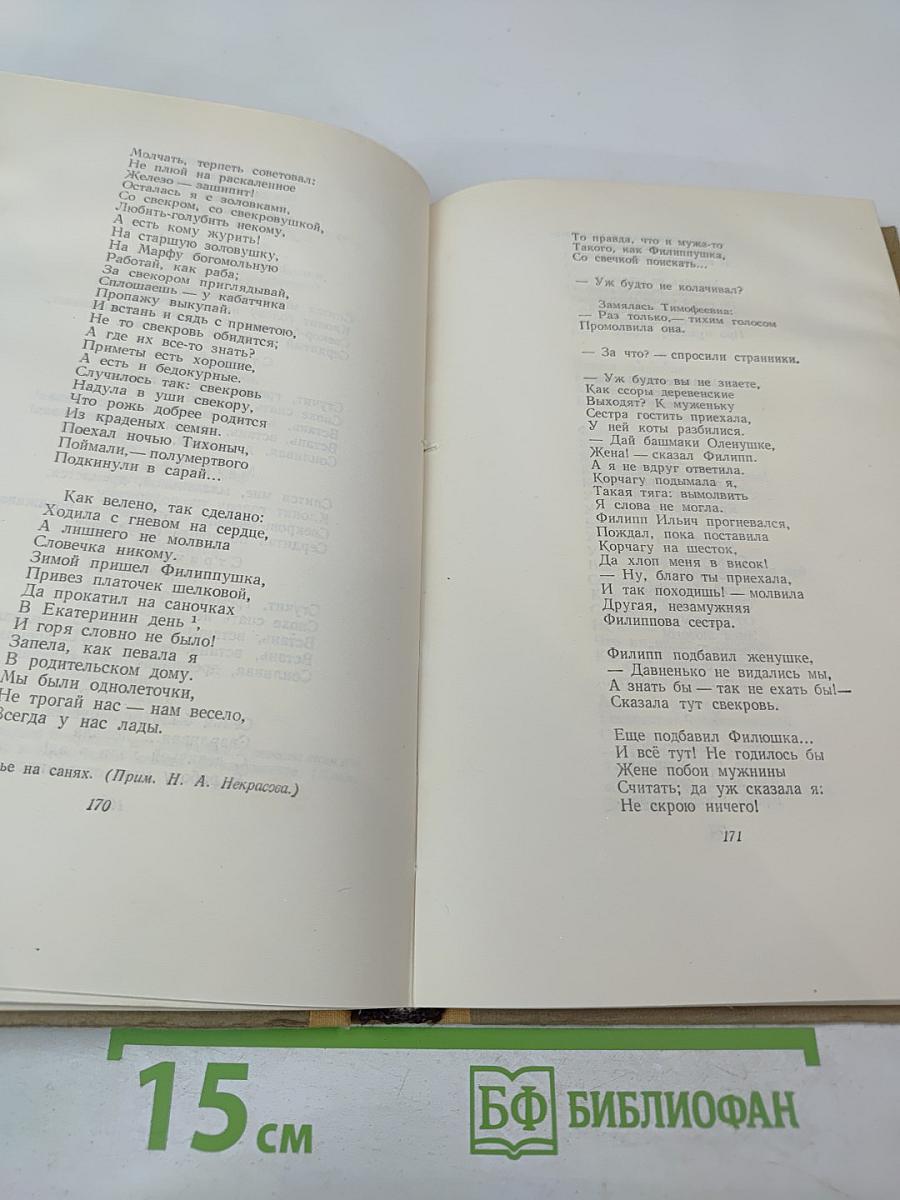 Молчать, терпеть советовал:
Не плюй на раскаленное
Железо — зашипит!
Осталась я с золовками,
Со свекром, со свекровушкой,
Любить-голубить некому,
А есть кому журить!
На старшую золовушку,
На Марфу богомольную
Работай, как раба;
За свекором приглядывай,
Сплошаешь — у кабатчика
Пропажу выкупай.
И встань и сядь с приметою,
Не то свекровь обидится;
А где их все-то знать?
Приметы есть хорошие,
А есть и бедокурные.
Случилось так: свекровь
Надула в уши свекору,
Что рожь добрее родится
Из краденых семян.
Поехал ночью Тихоныч,
Поймали,— полумертвого
Подкинули в сарай...
Как велено, так сделано:
Ходила с гневом на сердце,
А лишнего не молвила
Словечка никому.
Зимой пришел Филиппушка,
Привез платочек шелковой,
Да прокатил на саночках
В Екатеринин день ¹,
И горя словно не было!
Запела, как певала я
В родительском дому.
Мы были однолеточки,
Не трогай нас — нам весело,
Всегда у нас лады.
ье на санях. (Прим. Н. А. Некрасова.)
170
То правда, что и мужа-то
Такого, как Филиппушка,
Со свечкой поискать...
— Уж будто не колачивал?
Замялась Тимофеевна:
— Раз только,— тихим голосом
Промолвила она.
— За что? — спросили странники.
— Уж будто вы не знаете,
Как ссоры деревенские
Выходят? К муженьку
Сестра гостить приехала,
У ней коты разбилися.
— Дай башмаки Оленушке,
Жена! — сказал Филипп.
А я не вдруг ответила.
Корчагу подымала я,
Такая тяга: вымолвить
Я слова не могла.
Филипп Ильич прогневался,
Пождал, пока поставила
Корчагу на шесток,
Да хлоп меня в висок!
— Ну, благо ты приехала,
И так походишь! — молвила
Другая, незамужняя
Филиппова сестра.
Филипп подбавил женушке,
— Давненько не видались мы,
А знать бы — так не ехать бы!—
Сказала тут свекровь.
Еще подбавил Филюшка...
И всё тут! Не годилось бы
Жене побои мужнины
Считать; да уж сказала я:
Не скрою ничего!
171
15 см
БФ БИБЛИОФАН